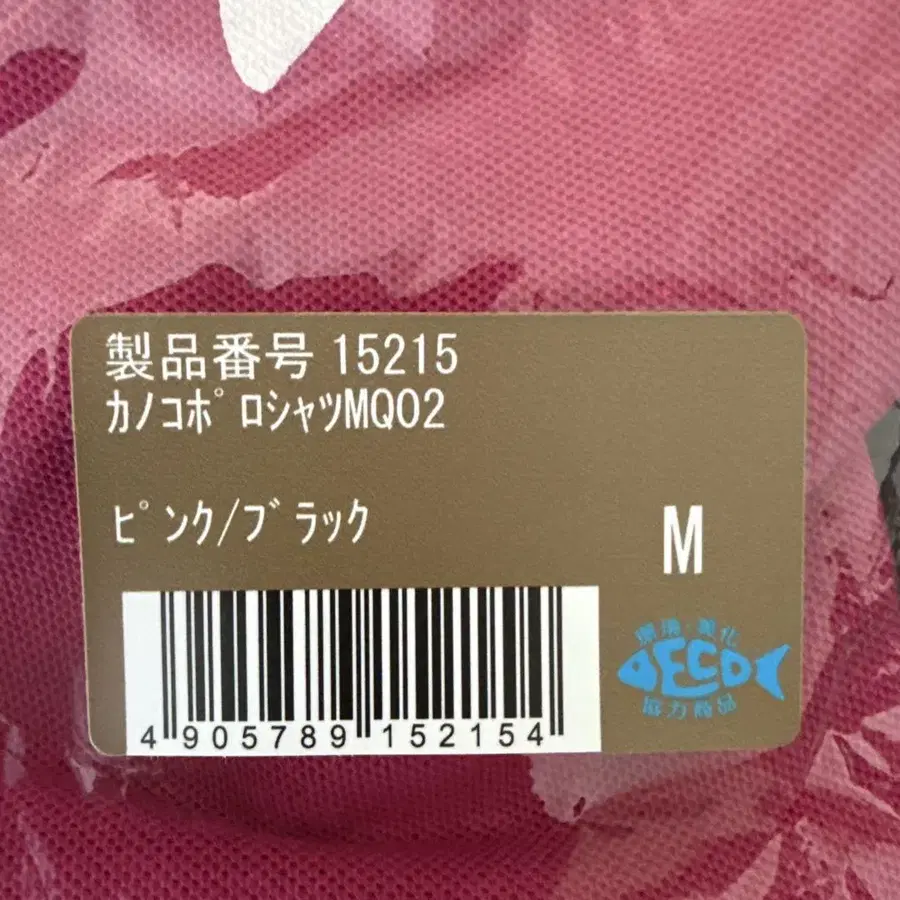 製品番号 15215
ｶﾉｺﾎﾟﾛｼｬﾂMQ02
ﾋﾟﾝｸ/ﾌﾞﾗｯｸ
M
4 905789 152154
環境・美化
ECO
協力商品